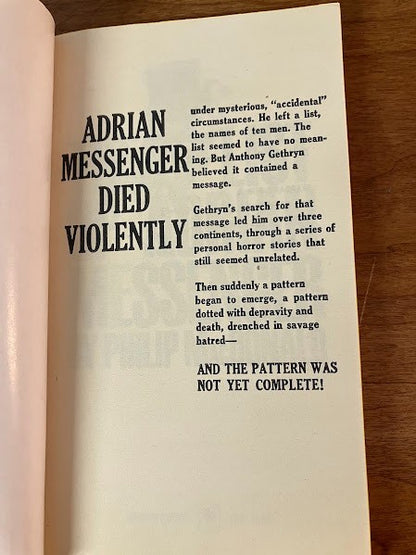 ADRIAN
MESSENGER
DIED
VIOLENTLY
under mysterious, "accidental"
circumstances. He left a list,
the names of ten men. The
list seemed to have no mean-
ing. But Anthony Gethryn
believed it contained a
message.
Gethryn's search for that
message led him over three
continents, through a series of
personal horror stories that
still seemed unrelated.
Then suddenly a pattern
began to emerge, a pattern
dotted with depravity and
death, drenched in savage
hatred—
AND THE PATTERN WAS
NOT YET COMPLETE!